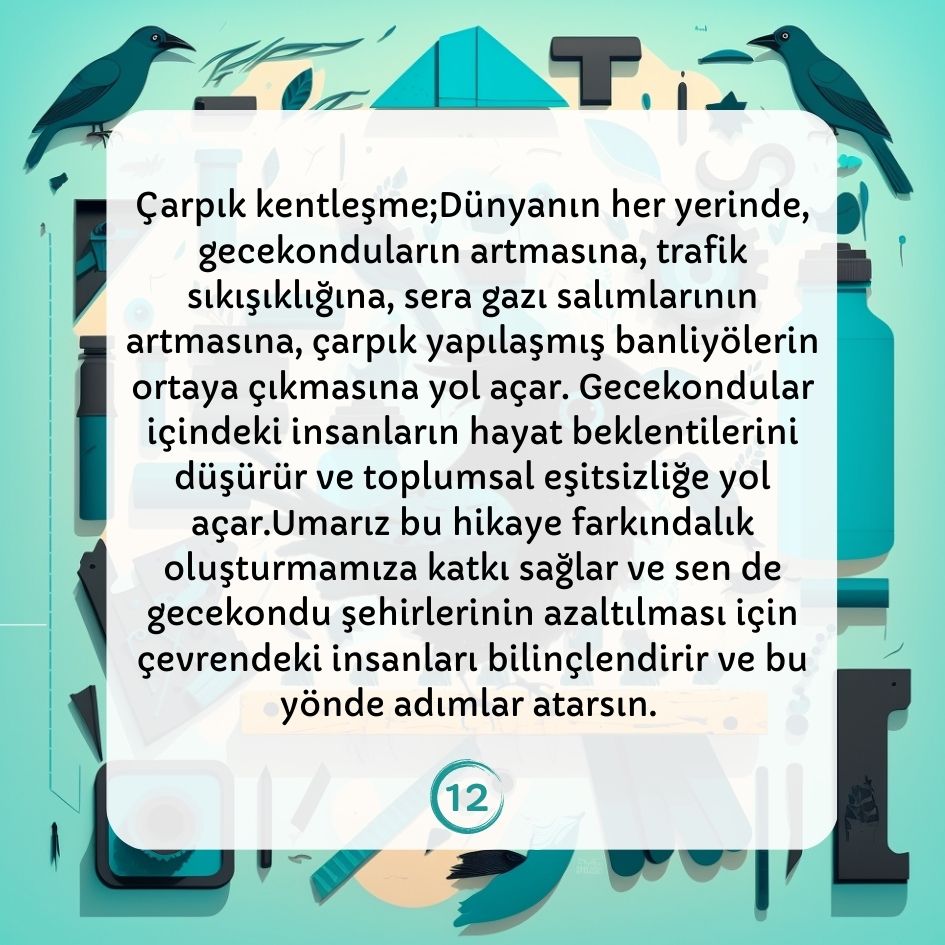 Çarpık kentleşme;Dünyanın her yerinde,
gecekonduların artmasına, trafik
sıkışıklığına, sera gazı salımlarının
artmasına, çarpık yapılaşmış banliyölerin
ortaya çıkmasına yol açar. Gecekondular
içindeki insanların hayat beklentilerini
düşürür ve toplumsal eşitsizliğe yol
açar.Umarız bu hikaye farkındalık
oluşturmamıza katkı sağlar ve sen de
gecekondu şehirlerinin azaltılması için
çevrendeki insanları bilinçlendirir ve bu
yönde adımlar atarsın.
12